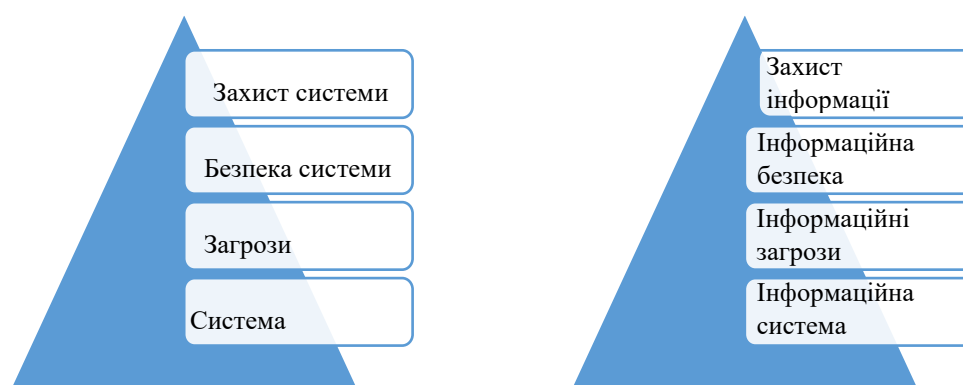 Захист системи
Безпека системи
Загрози
Система
Захист
інформації
Інформаційна
безпека
Інформаційні
загрози
Інформаційна
система